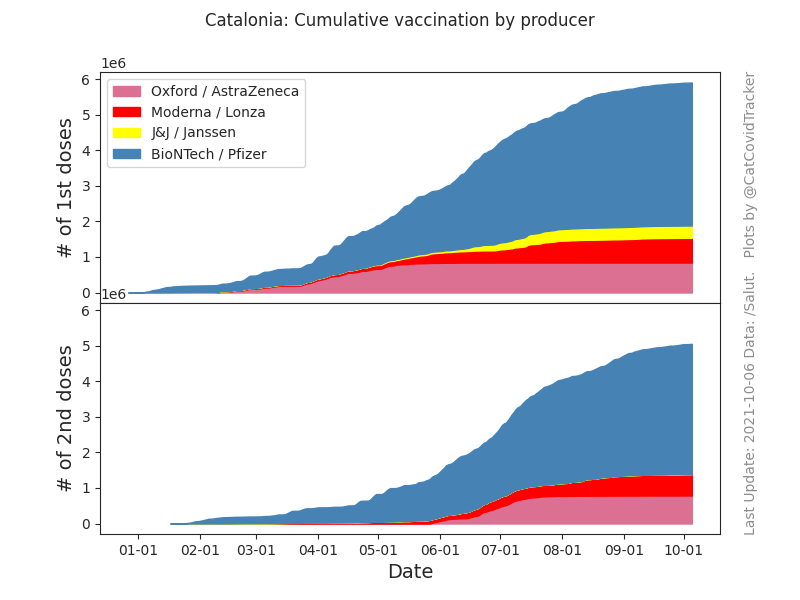 Catalonia: Cumulative vaccination by producer
1e6
6
5
4
3
2
1
0
# of 1st doses
Oxford / AstraZeneca
Moderna / Lonza
J&J / Janssen
BioNTech / Pfizer
1e6
6
5
4
3
2
1
0
# of 2nd doses
01-01 02-01 03-01 04-01 05-01 06-01 07-01 08-01 09-01 10-01
Date
Last Update: 2021-10-06 Data: /Salut. Plots by @CatCovidTracker